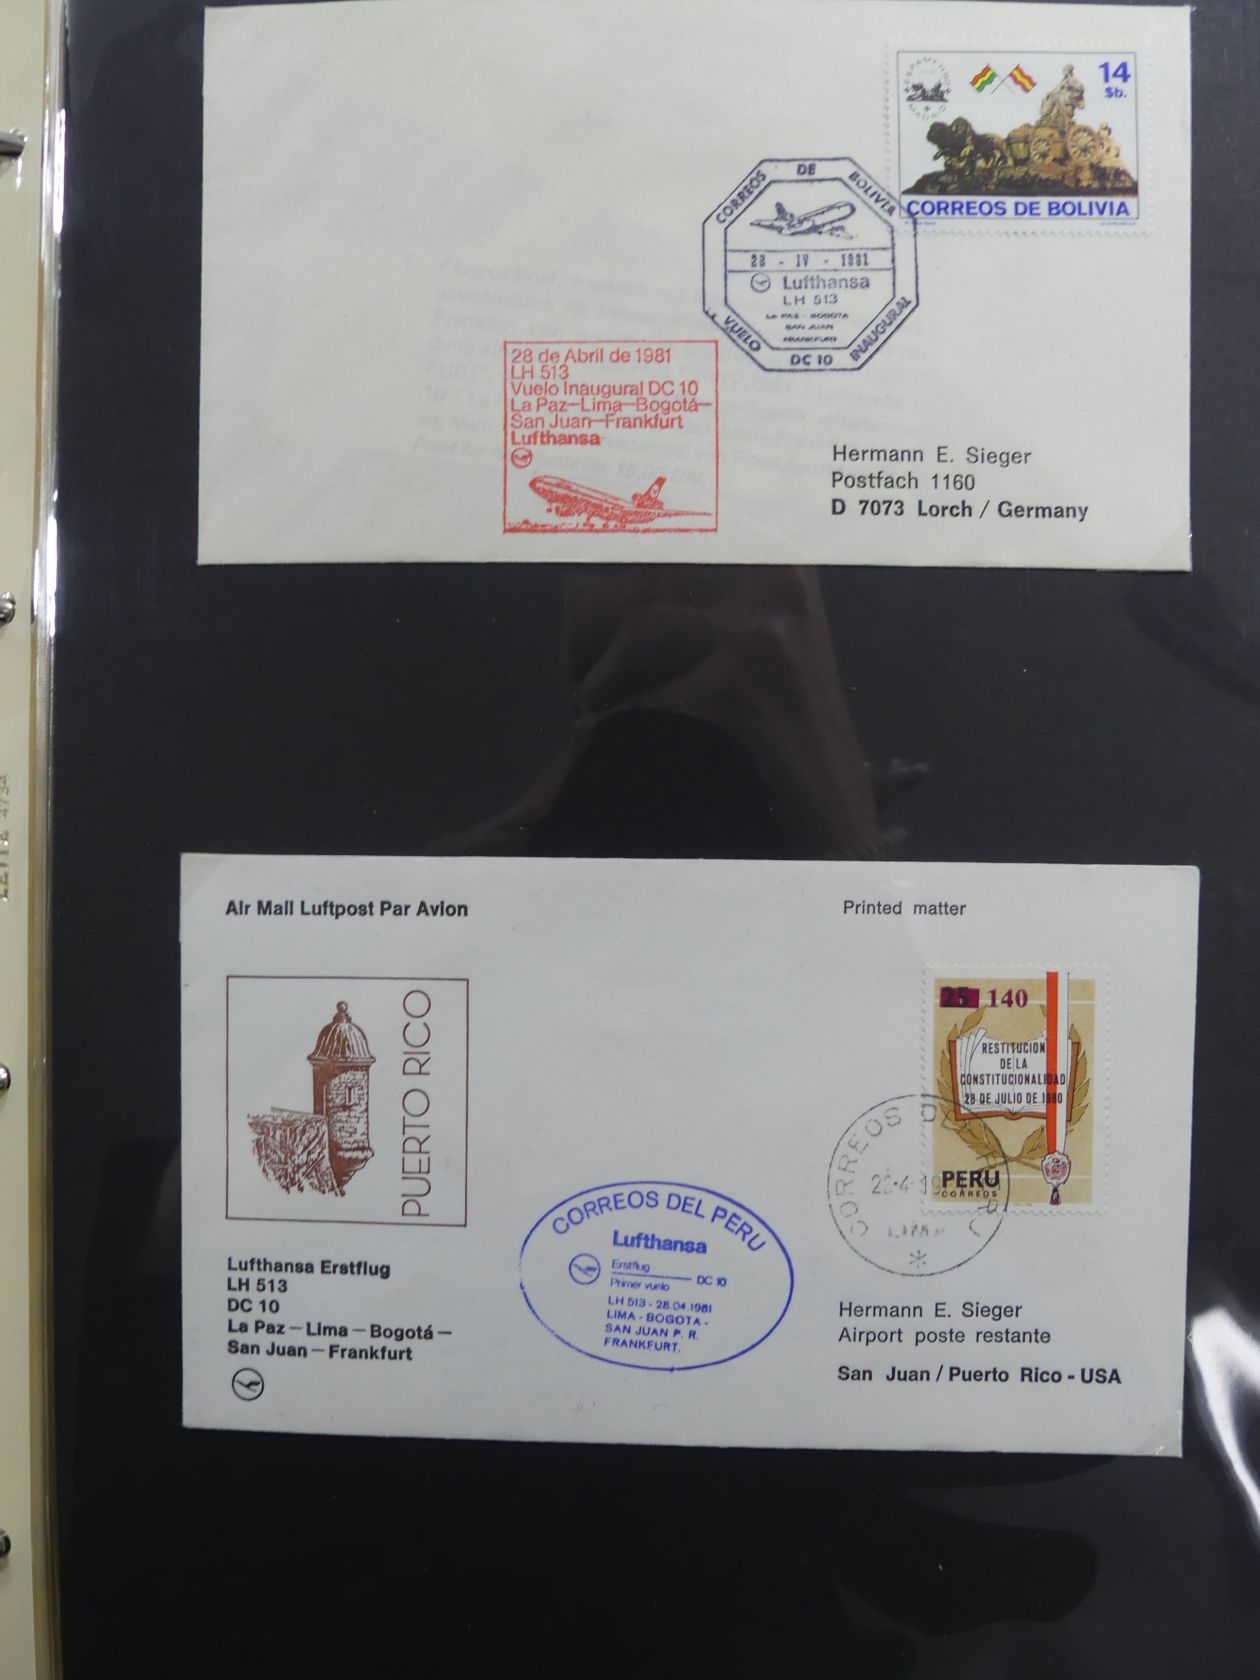 14
$b.
CORREOS DE BOLIVIA
CORREOS DE BOLIVIA
28 - IV - 1981
Lufthansa
LH 513
LA PAZ - BOGOTA
SAN JUAN
FRANKFURT
VUELO DC 10 INAUGURAL
28 de Abril de 1981
LH 513
Vuelo Inaugural DC 10
La Paz—Lima—Bogotá—
San Juan—Frankfurt
Lufthansa
Hermann E. Sieger
Postfach 1160
D 7073 Lorch / Germany
Air Mail Luftpost Par Avion
Printed matter
PUERTO RICO
25 140
RESTITUCION
DE LA
CONSTITUCIONALIDAD
28 DE JULIO DE 1980
PERU
CORREOS
CORREOS DEL PERU
CORREOS DEL PERU
Lufthansa
Erstflug
Primer vuelo
DC 10
LH 513 - 28.04.1981
LIMA - BOGOTA -
SAN JUAN P. R.
FRANKFURT.
Lufthansa Erstflug
LH 513
DC 10
La Paz – Lima – Bogotá –
San Juan – Frankfurt
Hermann E. Sieger
Airport poste restante
San Juan / Puerto Rico - USA